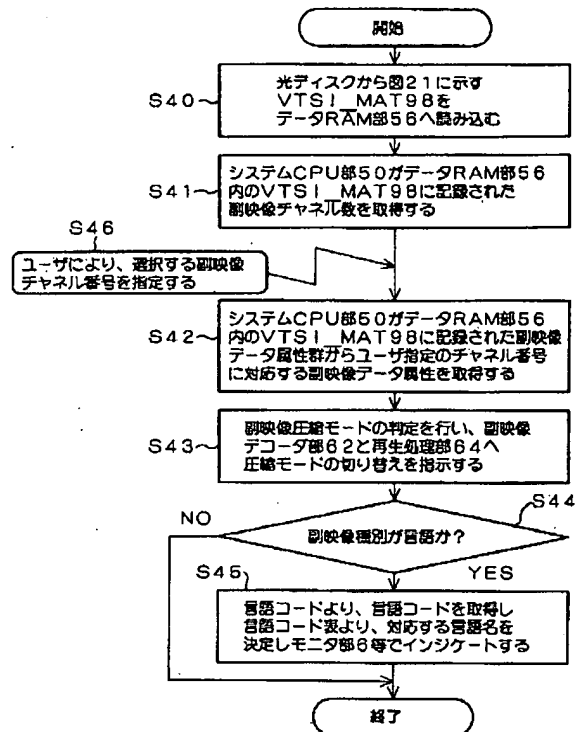 開始
S40
光ディスクから図21に示す
VTSI_MAT98を
データRAM部56へ読み込む
S41
システムCPU部50がデータRAM部56
内のVTSI_MAT98に記録された
副映像チャネル数を取得する
S46
ユーザにより、選択する副映像
チャネル番号を指定する
S42
システムCPU部50がデータRAM部56
内のVTSI_MAT98に記録された副映像
データ属性群からユーザ指定のチャネル番号
に対応する副映像データ属性を取得する
S43
副映像圧縮モードの判定を行い、副映像
デコーダ部62と再生処理部64へ
圧縮モードの切り替えを指示する
S44
NO
副映像種別が言語か?
S45
YES
言語コードより、言語コードを取得し
言語コード表より、対応する言語名を
決定しモニタ部6等でインジケートする
終了